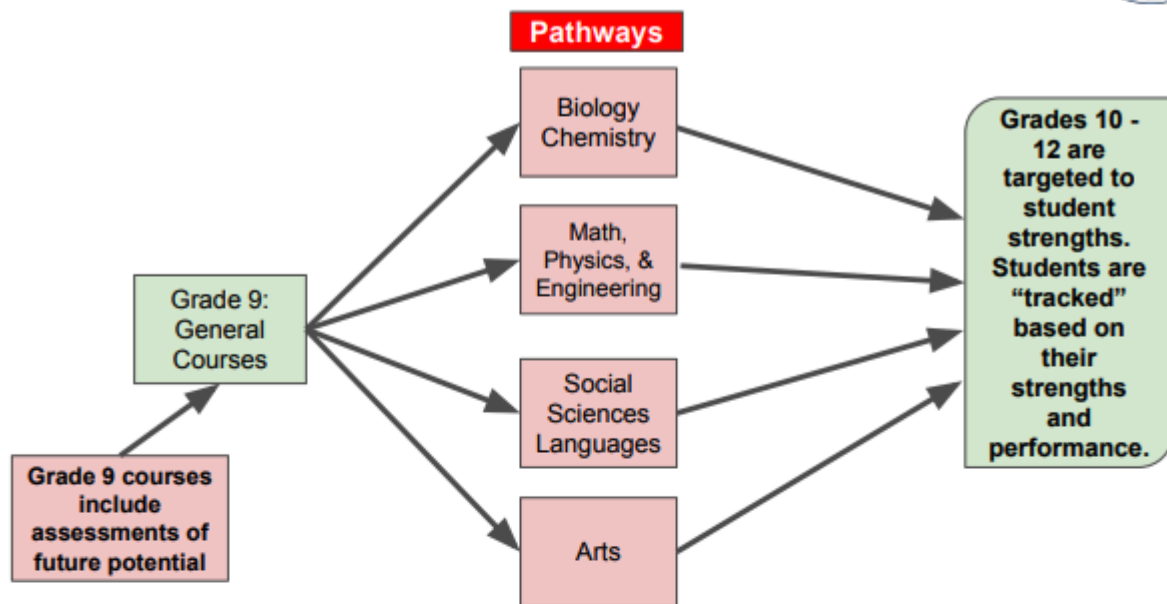 Pathways
Biology
Chemistry
Math,
Physics, &
Engineering
Grade 9:
General
Courses
Social
Sciences
Languages
Grade 9 courses
include
assessments of
future potential
Arts
Grades 10 -
12 are
targeted to
student
strengths.
Students are
“tracked”
based on
their
strengths
and
performance.